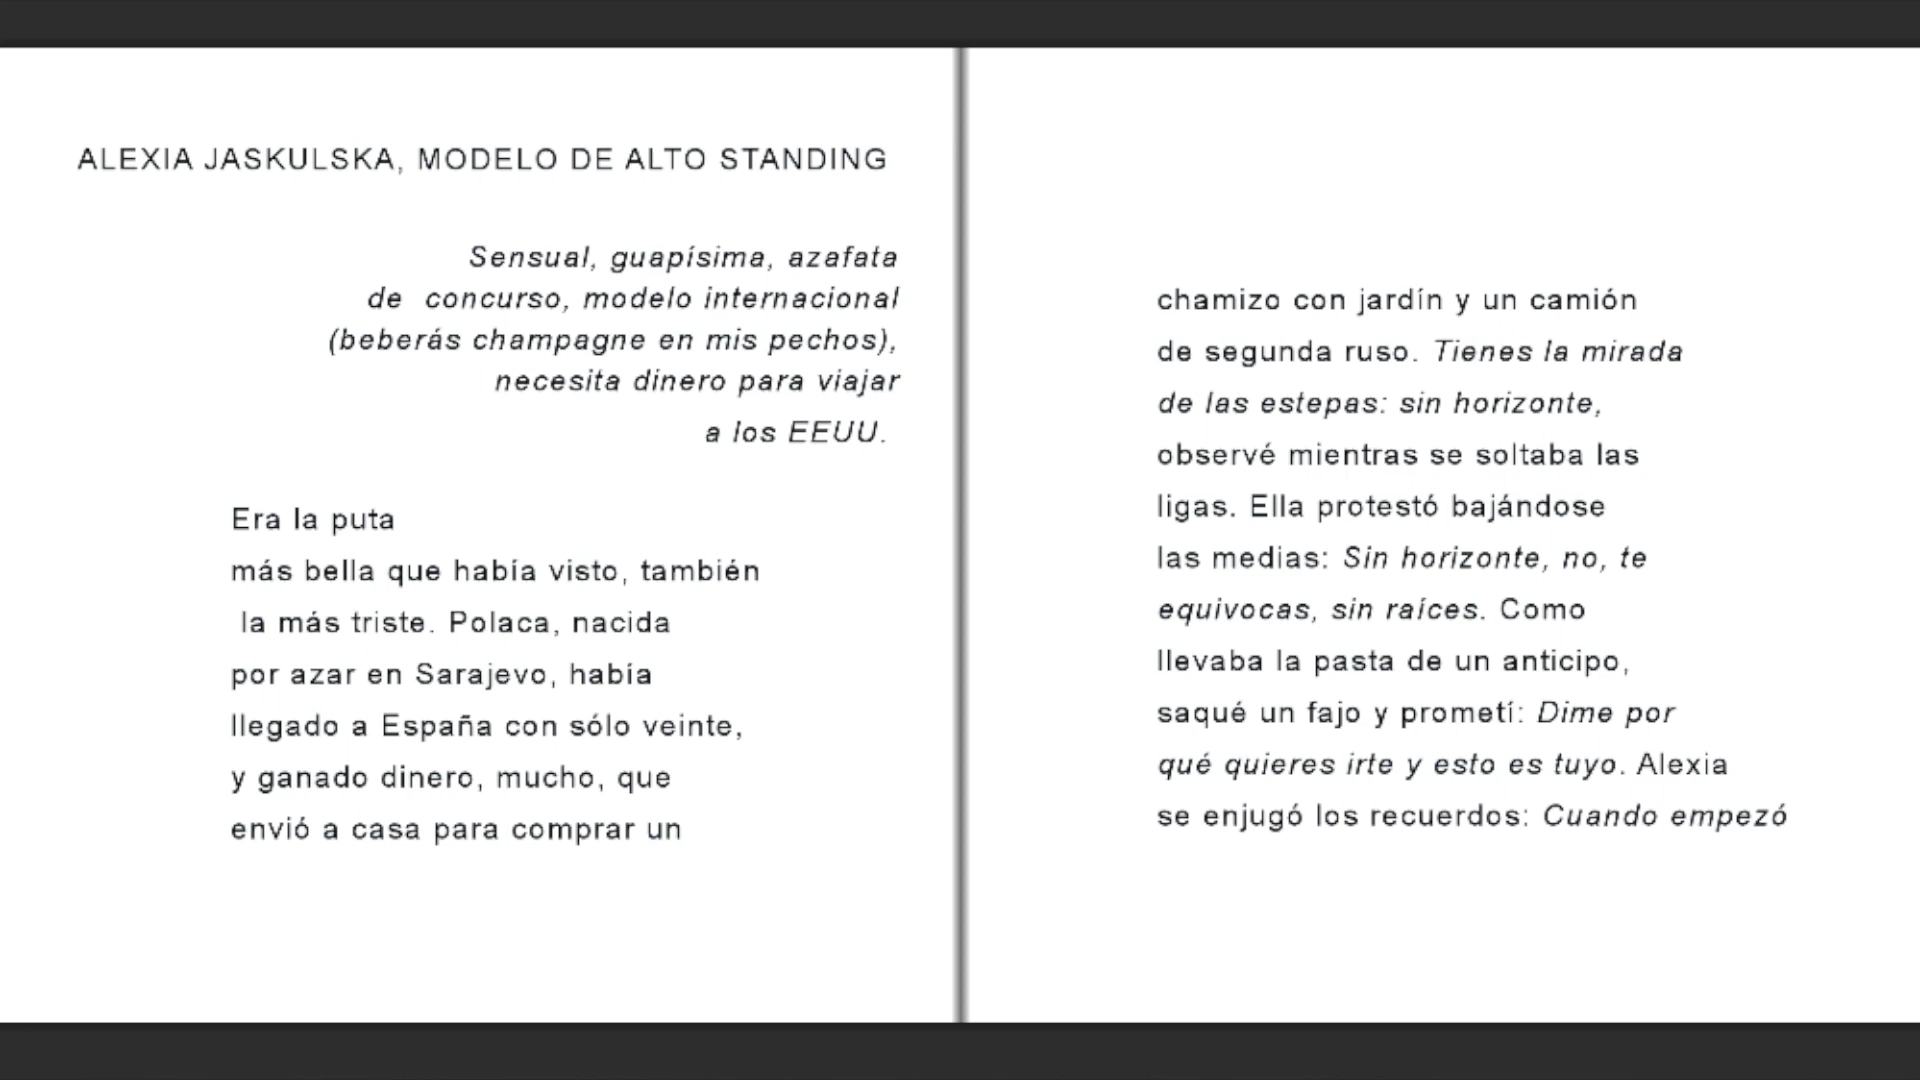 ALEXIA JASKULSKA, MODELO DE ALTO STANDING
Sensual, guapísima, azafata
de concurso, modelo internacional
(beberás champagne en mis pechos),
necesita dinero para viajar
a los EEUU.
Era la puta
más bella que había visto, también
la más triste. Polaca, nacida
por azar en Sarajevo, había
llegado a España con sólo veinte,
y ganado dinero, mucho, que
envió a casa para comprar un
chamizo con jardín y un camión
de segunda ruso. Tienes la mirada
de las estepas: sin horizonte,
observé mientras se soltaba las
ligas. Ella protestó bajándose
las medias: Sin horizonte, no, te
equivocas, sin raíces. Como
llevaba la pasta de un anticipo,
saqué un fajo y prometí: Dime por
qué quieres irte y esto es tuyo. Alexia
se enjugó los recuerdos: Cuando empezó